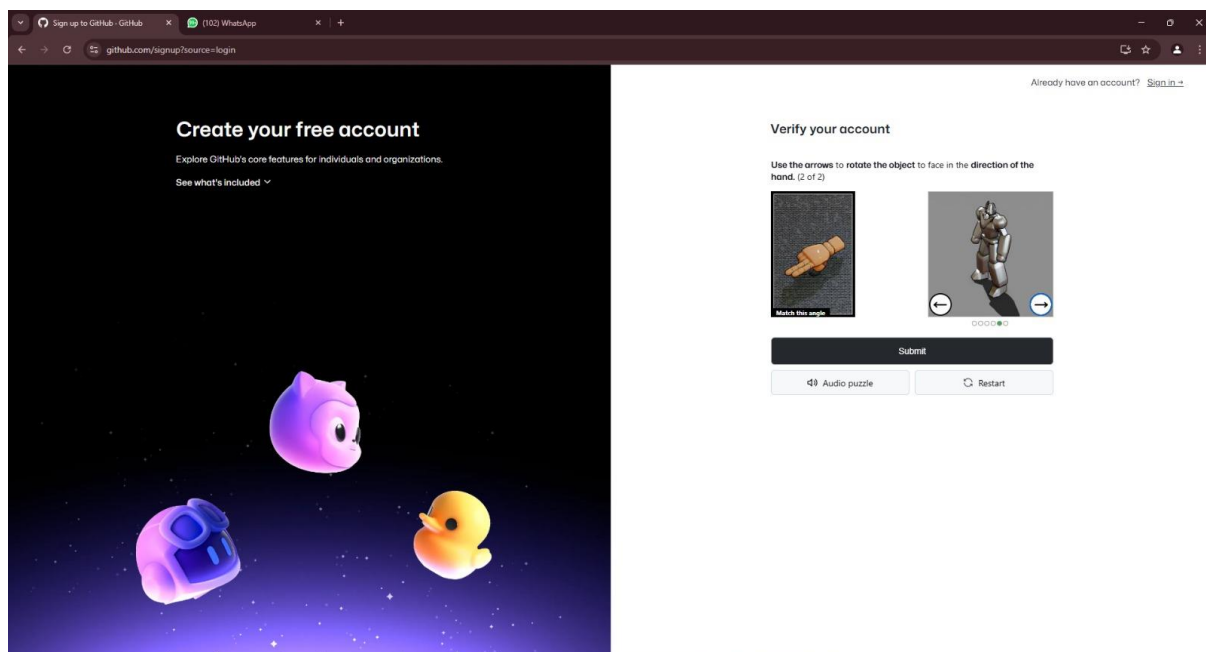 Sign up to GitHub · GitHub
(102) WhatsApp
github.com/signup?source=login
Already have an account? Sign in →
Create your free account
Explore GitHub's core features for individuals and organizations.
See what's included
Verify your account
Use the arrows to rotate the object to face in the direction of the
hand. (2 of 2)
Match this angle
Submit
Audio puzzle
Restart